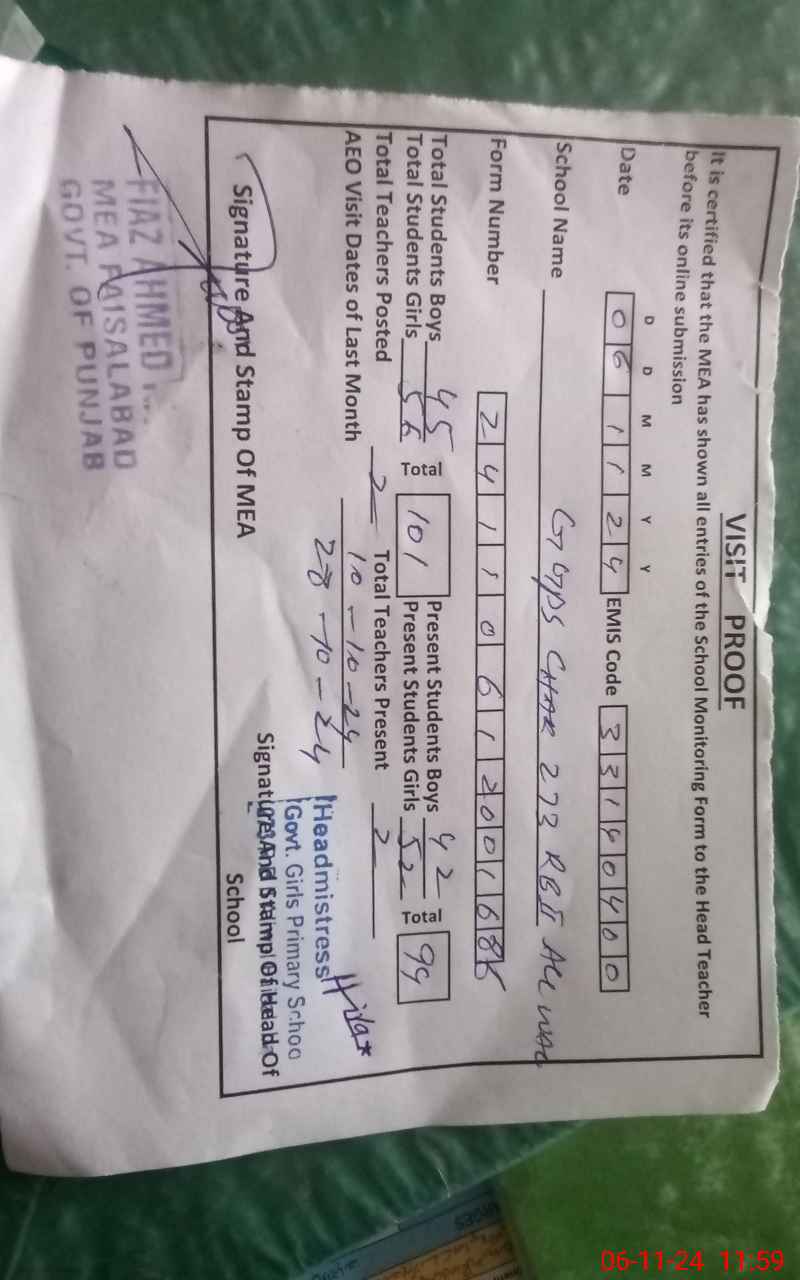 VISIT PROOF
It is certified that the MEA has shown all entries of the School Monitoring Form to the Head Teacher
before its online submission
D D M M Y Y
Date 0 6 1 1 2 4 EMIS Code 3 3 1 4 0 4 0 0
School Name GGPS CHAK 273 RB II
Form Number 2 4 1 1 0 6 1 2 0 0 1 6
Total Students Boys 45 Total 101 Present Students Boys 42 Total 94
Total Students Girls 56 Present Students Girls 52
Total Teachers Posted 2 Total Teachers Present 2
AEO Visit Dates of Last Month 10-10-24
28-10-24
Headmistress
Govt. Girls Primary Schoo
Signature And Stamp Of MEA
Signature And Stamp Of Head Of
School
FIAZ AHMED
MEA FAISALABAD
GOVT. OF PUNJAB
06-11-24 11:59